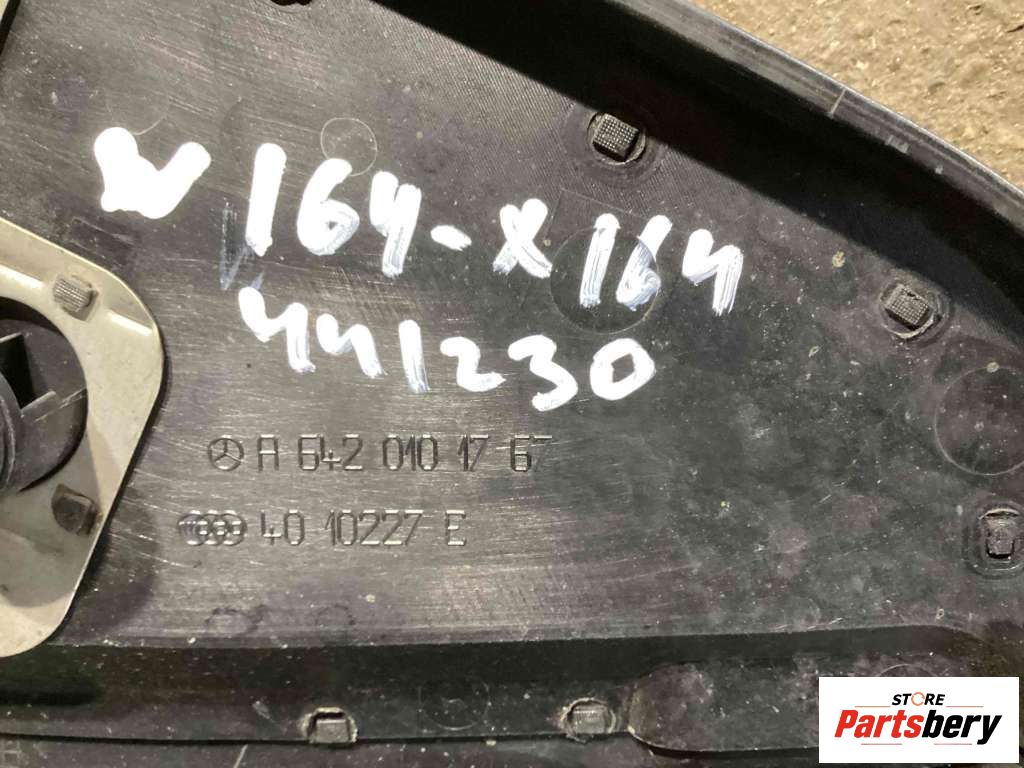 W 164-X164
441230
A 642 010 17 67
40 10227 E
STORE
Partsbery